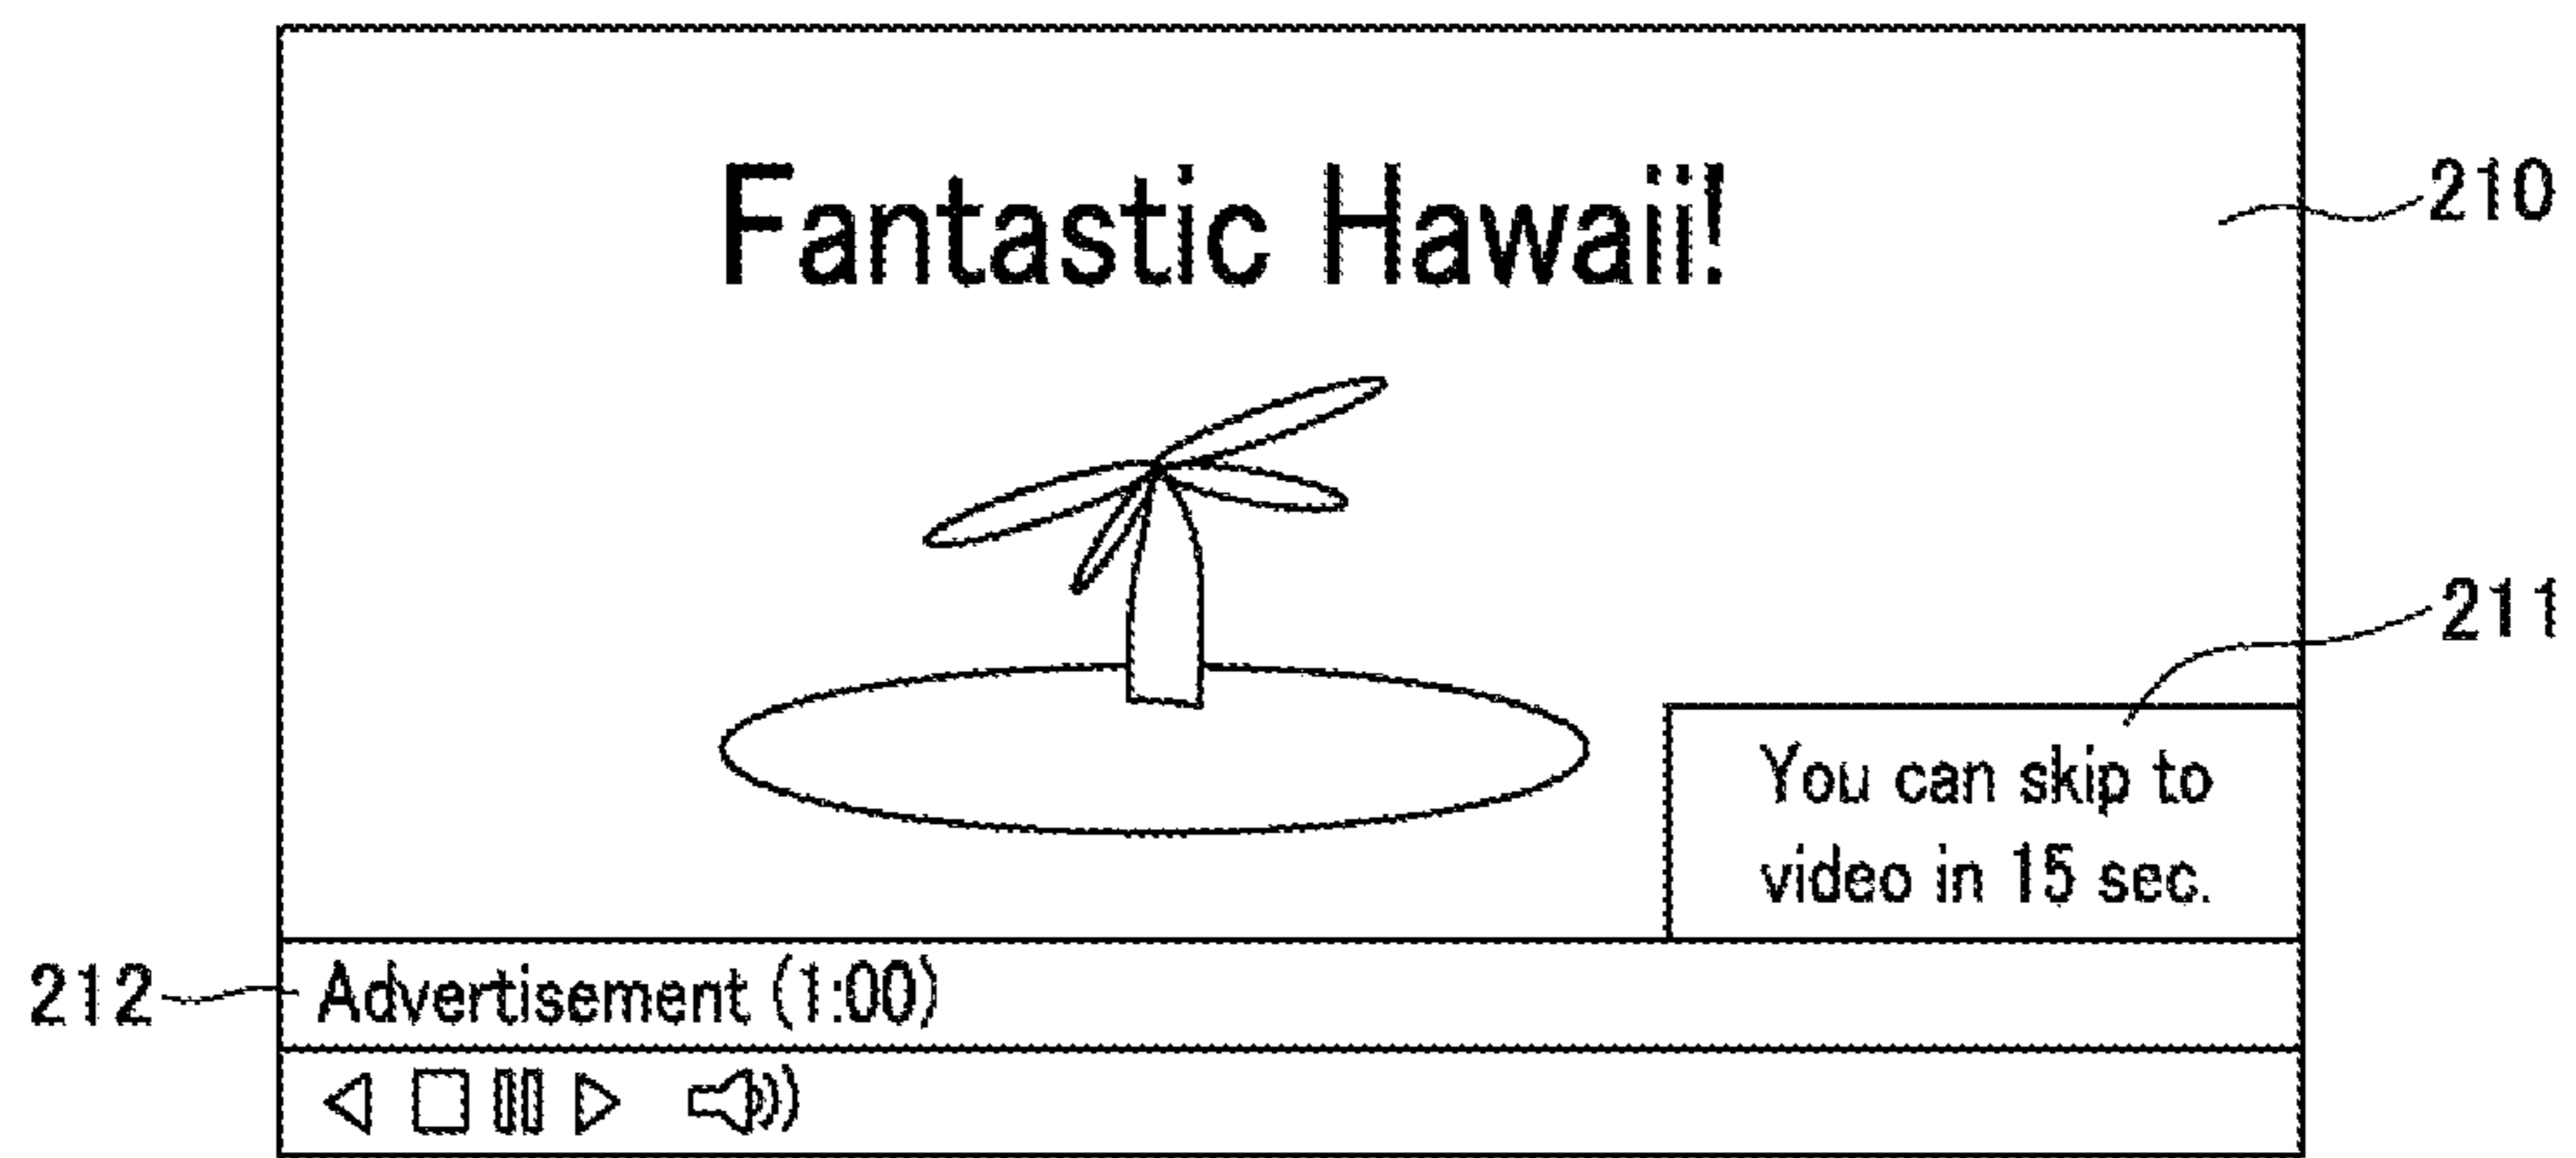 Fantastic Hawaii!
210
211
You can skip to
video in 15 sec.
212
Advertisement (1:00)